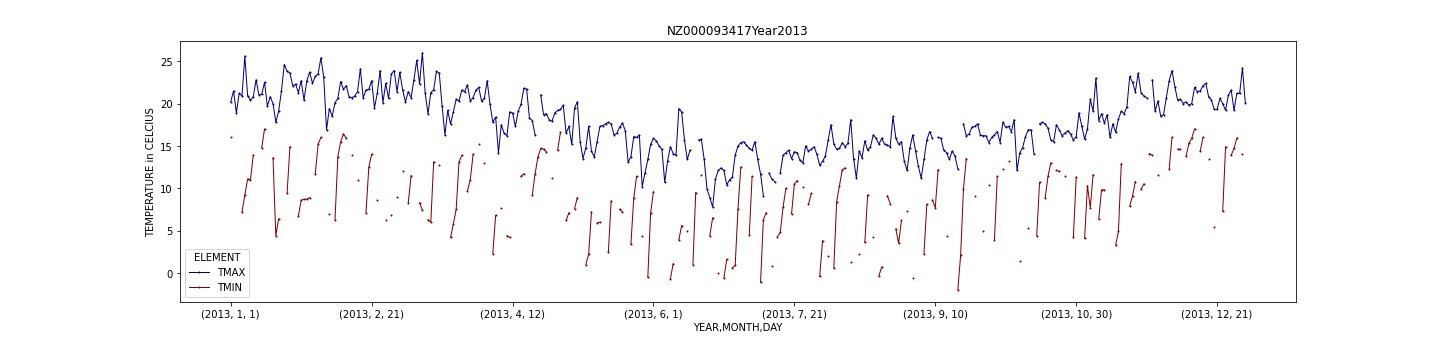 NZ000093417Year2013
TEMPERATURE in CELCIUS
25
20
15
10
5
0
ELEMENT
TMAX
TMIN
(2013, 1, 1) (2013, 2, 21) (2013, 4, 12) (2013, 6, 1) (2013, 7, 21) (2013, 9, 10) (2013, 10, 30) (2013, 12, 21)
YEAR,MONTH,DAY